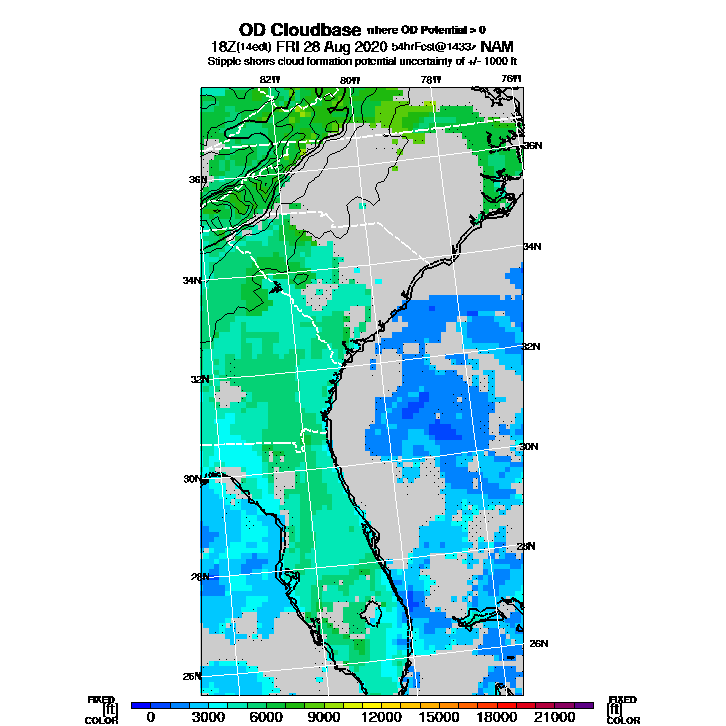 OD Cloudbase where OD Potential > 0
18Z(14edt) FRI 28 Aug 2020 54hrFcst@1433z NAM
Stipple shows cloud formation potential uncertainty of +/- 1000 ft
82W 80W 78W 76W
36N 36N
34N 34N
32N 32N
30N 30N
28N 28N
26N 26N
FIXED FIXED
[ft] [ft]
COLOR COLOR
0 3000 6000 9000 12000 15000 18000 21000